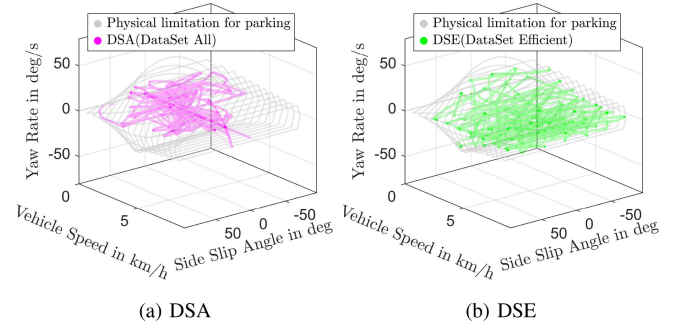 Physical limitation for parking
DSA(DataSet All)
50
0
-50
Yaw Rate in deg/s
0
5
Vehicle Speed in km/h
50
0
-50
Side Slip Angle in deg
(a) DSA
Physical limitation for parking
DSE(DataSet Efficient)
50
0
-50
Yaw Rate in deg/s
0
5
Vehicle Speed in km/h
50
0
-50
Side Slip Angle in deg
(b) DSE